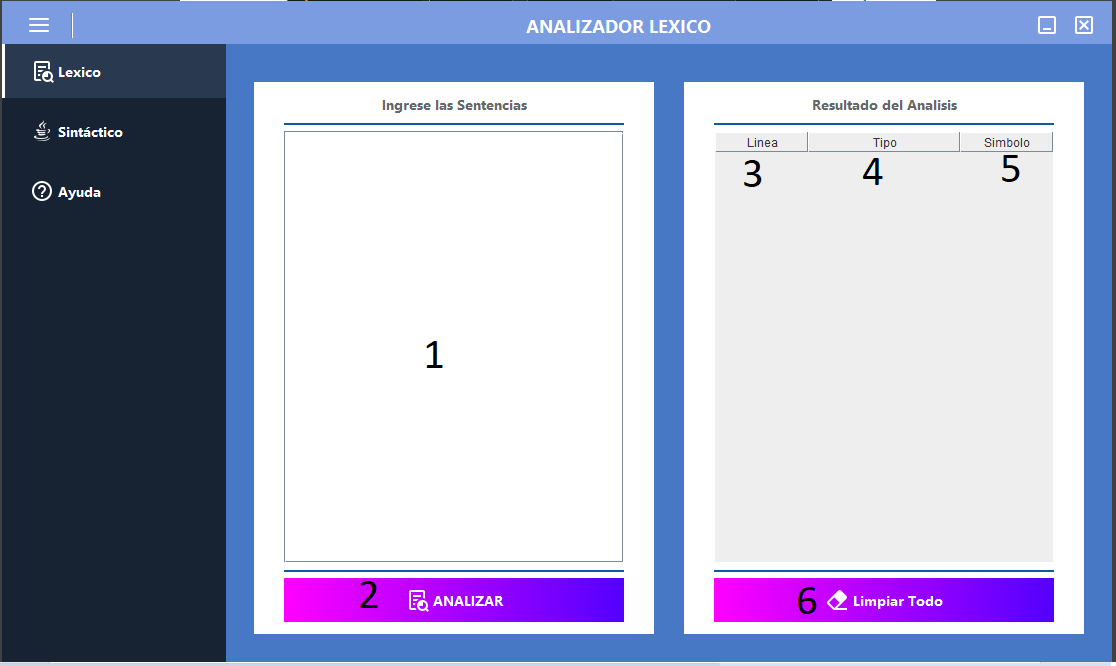 ANALIZADOR LEXICO
Lexico
Sintáctico
Ayuda
Ingrese las Sentencias
1
2 ANALIZAR
Resultado del Analisis
Linea Tipo Simbolo
3 4 5
6 Limpiar Todo